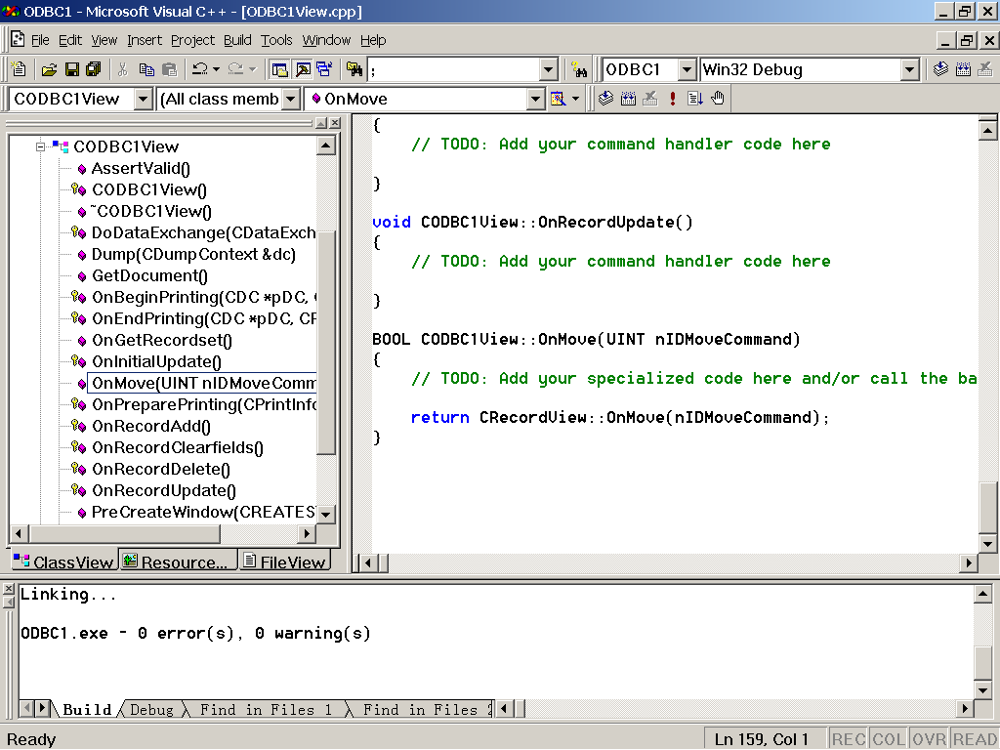 ODBC1 - Microsoft Visual C++ - [ODBC1View.cpp]
File Edit View Insert Project Build Tools Window Help
; ODBC1 Win32 Debug
CODBC1View (All class memb OnMove
CODBC1View
AssertValid()
CODBC1View()
~CODBC1View()
DoDataExchange(CDataExch
Dump(CDumpContext &dc)
GetDocument()
OnBeginPrinting(CDC *pDC, C
OnEndPrinting(CDC *pDC, CP
OnGetRecordset()
OnInitialUpdate()
OnMove(UINT nIDMoveComm
OnPreparePrinting(CPrintInfo
OnRecordAdd()
OnRecordClearfields()
OnRecordDelete()
OnRecordUpdate()
PreCreateWindow(CREATES
ClassView Resource... FileView
{
// TODO: Add your command handler code here
}
void CODBC1View::OnRecordUpdate()
{
// TODO: Add your command handler code here
}
BOOL CODBC1View::OnMove(UINT nIDMoveCommand)
{
// TODO: Add your specialized code here and/or call the ba
return CRecordView::OnMove(nIDMoveCommand);
}
Linking...
ODBC1.exe - 0 error(s), 0 warning(s)
Build Debug Find in Files 1 Find in Files 2
Ready Ln 159, Col 1 REC COL OVR READ